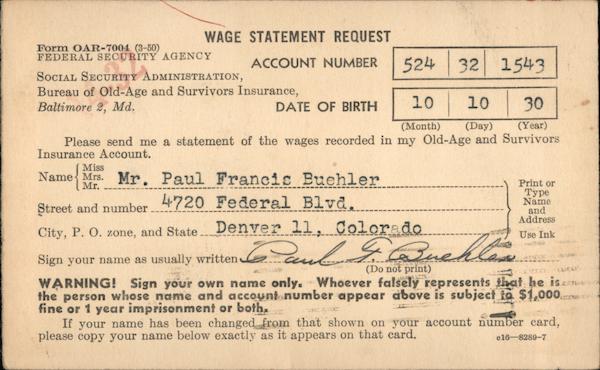 WAGE STATEMENT REQUEST
Form OAR-7004 (3-50)
FEDERAL SECURITY AGENCY
Social Security Administration,
Bureau of Old-Age and Survivors Insurance,
Baltimore 2, Md.
ACCOUNT NUMBER 524 32 1543
DATE OF BIRTH 10 10 30
(Month) (Day) (Year)
Please send me a statement of the wages recorded in my Old-Age and Survivors
Insurance Account.
Name { Miss Mrs. Mr. Mr. Paul Francis Buehler
Street and number 4720 Federal Blvd.
City, P. O. zone, and State Denver 11, Colorado
Print or
Type
Name
and
Address
Use Ink
Sign your name as usually written Paul F. Buehler
(Do not print)
WARNING! Sign your own name only. Whoever falsely represents that he is
the person whose name and account number appear above is subject to $1,000
fine or 1 year imprisonment or both.
If your name has been changed from that shown on your account number card,
please copy your name below exactly as it appears on that card.
c16—8289-7